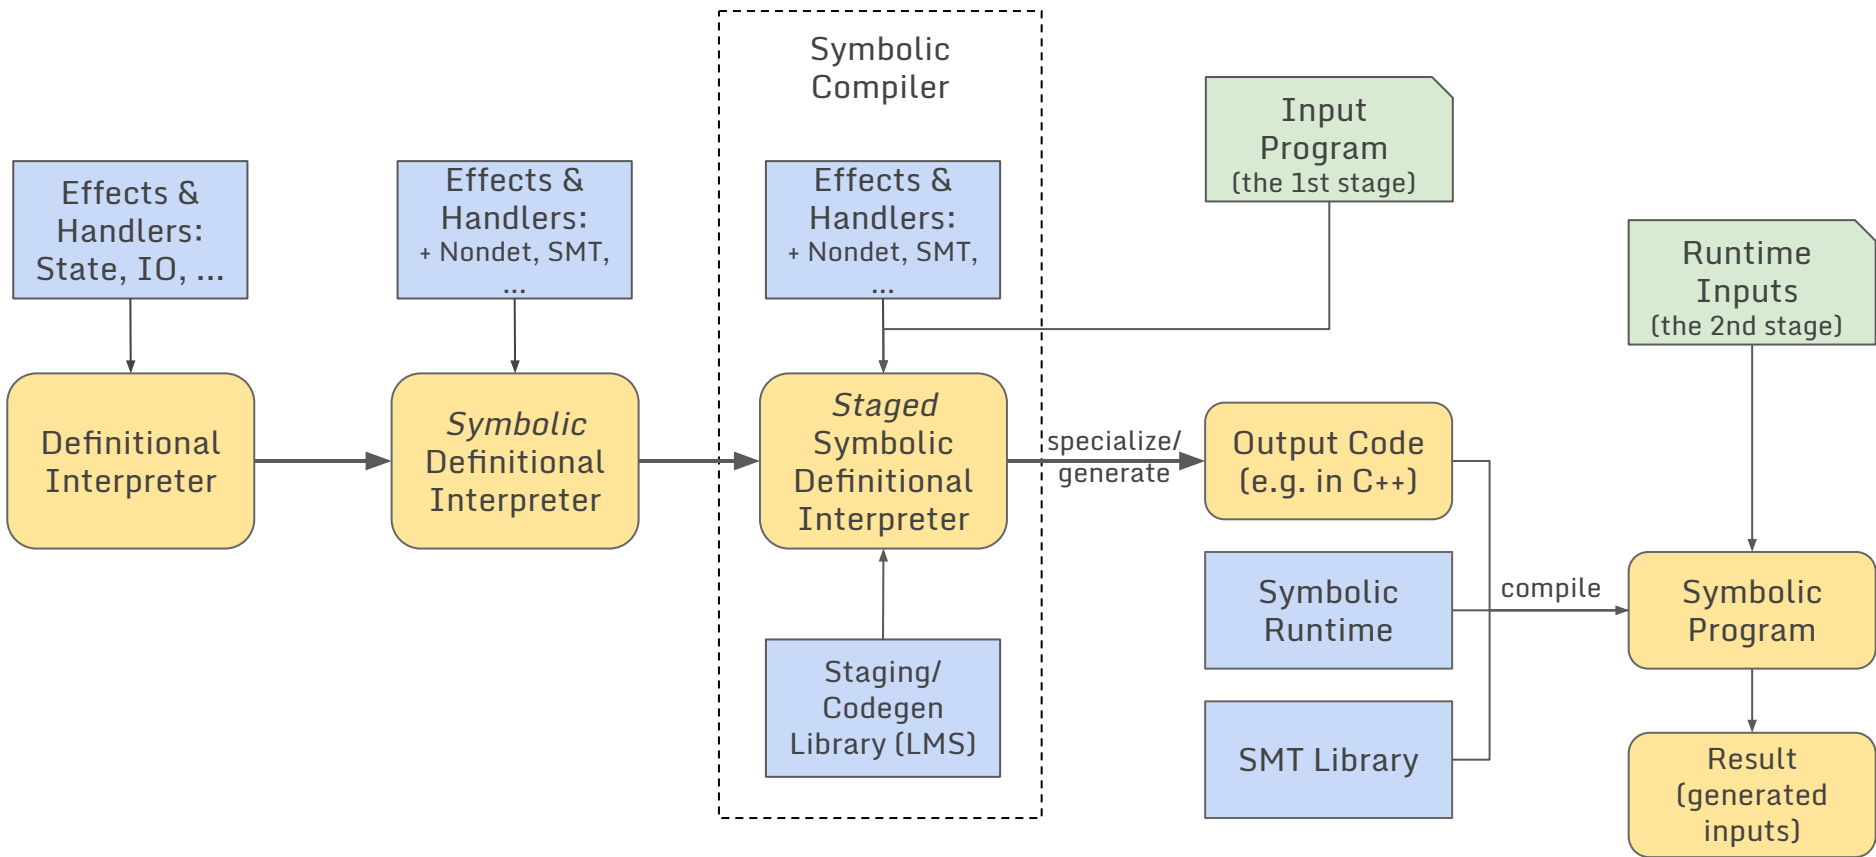 Symbolic
Compiler
Effects &
Handlers:
State, IO, ...
Effects &
Handlers:
+ Nondet, SMT,
...
Effects &
Handlers:
+ Nondet, SMT,
...
Input
Program
(the 1st stage)
Runtime
Inputs
(the 2nd stage)
Definitional
Interpreter
Symbolic
Definitional
Interpreter
Staged
Symbolic
Definitional
Interpreter
specialize/
generate
Output Code
(e.g. in C++)
Symbolic
Runtime
compile
Symbolic
Program
Staging/
Codegen
Library (LMS)
SMT Library
Result
(generated
inputs)